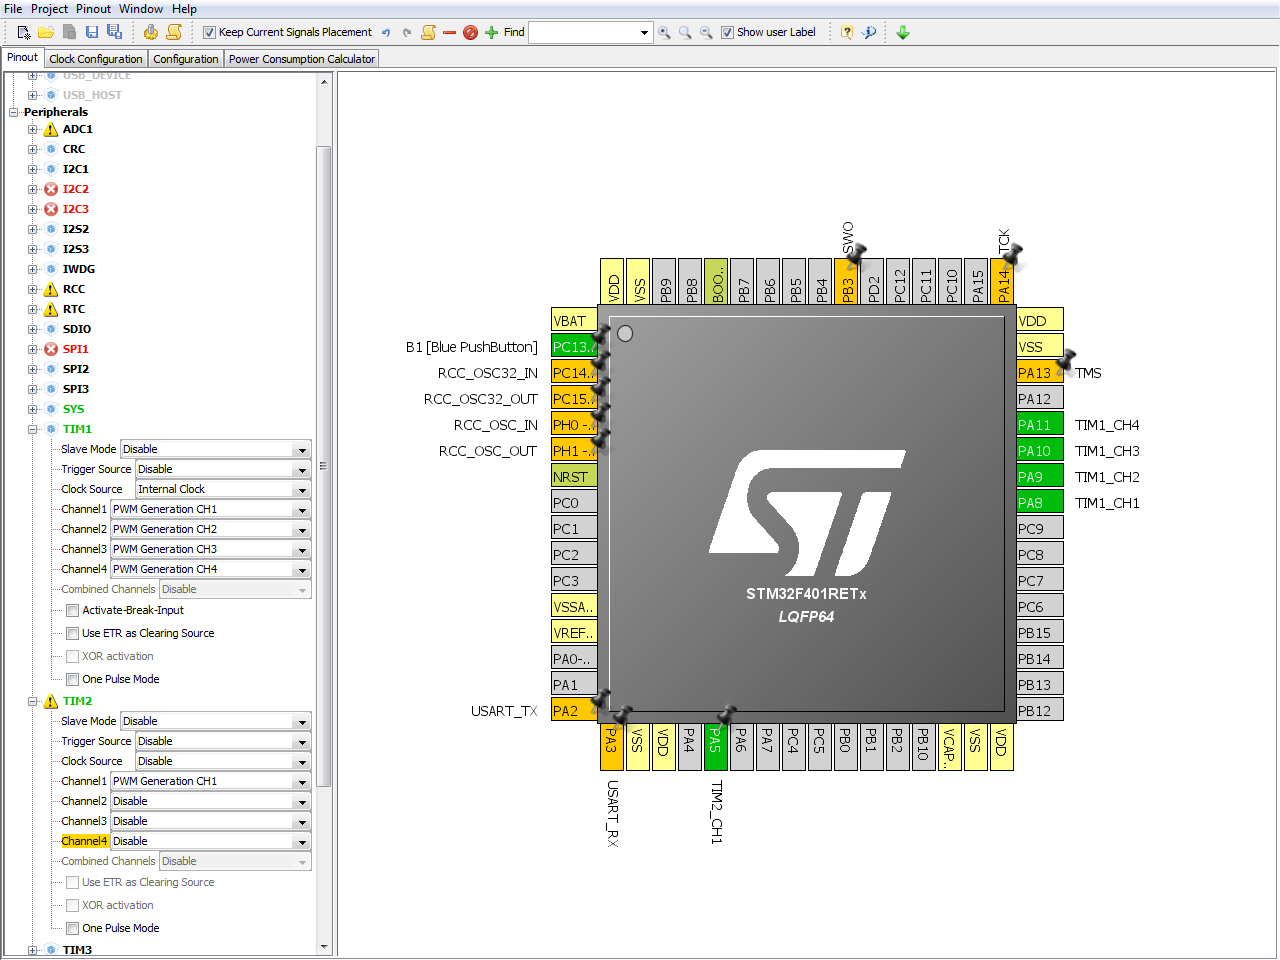 File Project Pinout Window Help
Keep Current Signals Placement Find Show user Label
Pinout Clock Configuration Configuration Power Consumption Calculator
USB_DEVICE
USB_HOST
Peripherals
ADC1
CRC
I2C1
I2C2
I2C3
I2S2
I2S3
IWDG
RCC
RTC
SDIO
SPI1
SPI2
SPI3
SYS
TIM1
Slave Mode Disable
Trigger Source Disable
Clock Source Internal Clock
Channel1 PWM Generation CH1
Channel2 PWM Generation CH2
Channel3 PWM Generation CH3
Channel4 PWM Generation CH4
Combined Channels Disable
Activate-Break-Input
Use ETR as Clearing Source
XOR activation
One Pulse Mode
TIM2
Slave Mode Disable
Trigger Source Disable
Clock Source Disable
Channel1 PWM Generation CH1
Channel2 Disable
Channel3 Disable
Channel4 Disable
Combined Channels Disable
Use ETR as Clearing Source
XOR activation
One Pulse Mode
TIM3
SWO TCK
VDD VSS PB9 PB8 BOO.. PB7 PB6 PB5 PB4 PB3 PD2 PC12 PC11 PC10 PA15 PA14
VBAT
B1 [Blue PushButton] PC13..
RCC_OSC32_IN PC14..
RCC_OSC32_OUT PC15..
RCC_OSC_IN PH0 -..
RCC_OSC_OUT PH1 -..
NRST
PC0
PC1
PC2
PC3
VSSA..
VREF..
PA0-..
PA1
USART_TX PA2
STM32F401RETx
LQFP64
VDD
VSS
PA13 TMS
PA12
PA11 TIM1_CH4
PA10 TIM1_CH3
PA9 TIM1_CH2
PA8 TIM1_CH1
PC9
PC8
PC7
PC6
PB15
PB14
PB13
PB12
PA3 VSS VDD PA4 PA5 PA6 PA7 PC4 PC5 PB0 PB1 PB2 PB10 VCAP.. VSS VDD
USART_RX TIM2_CH1